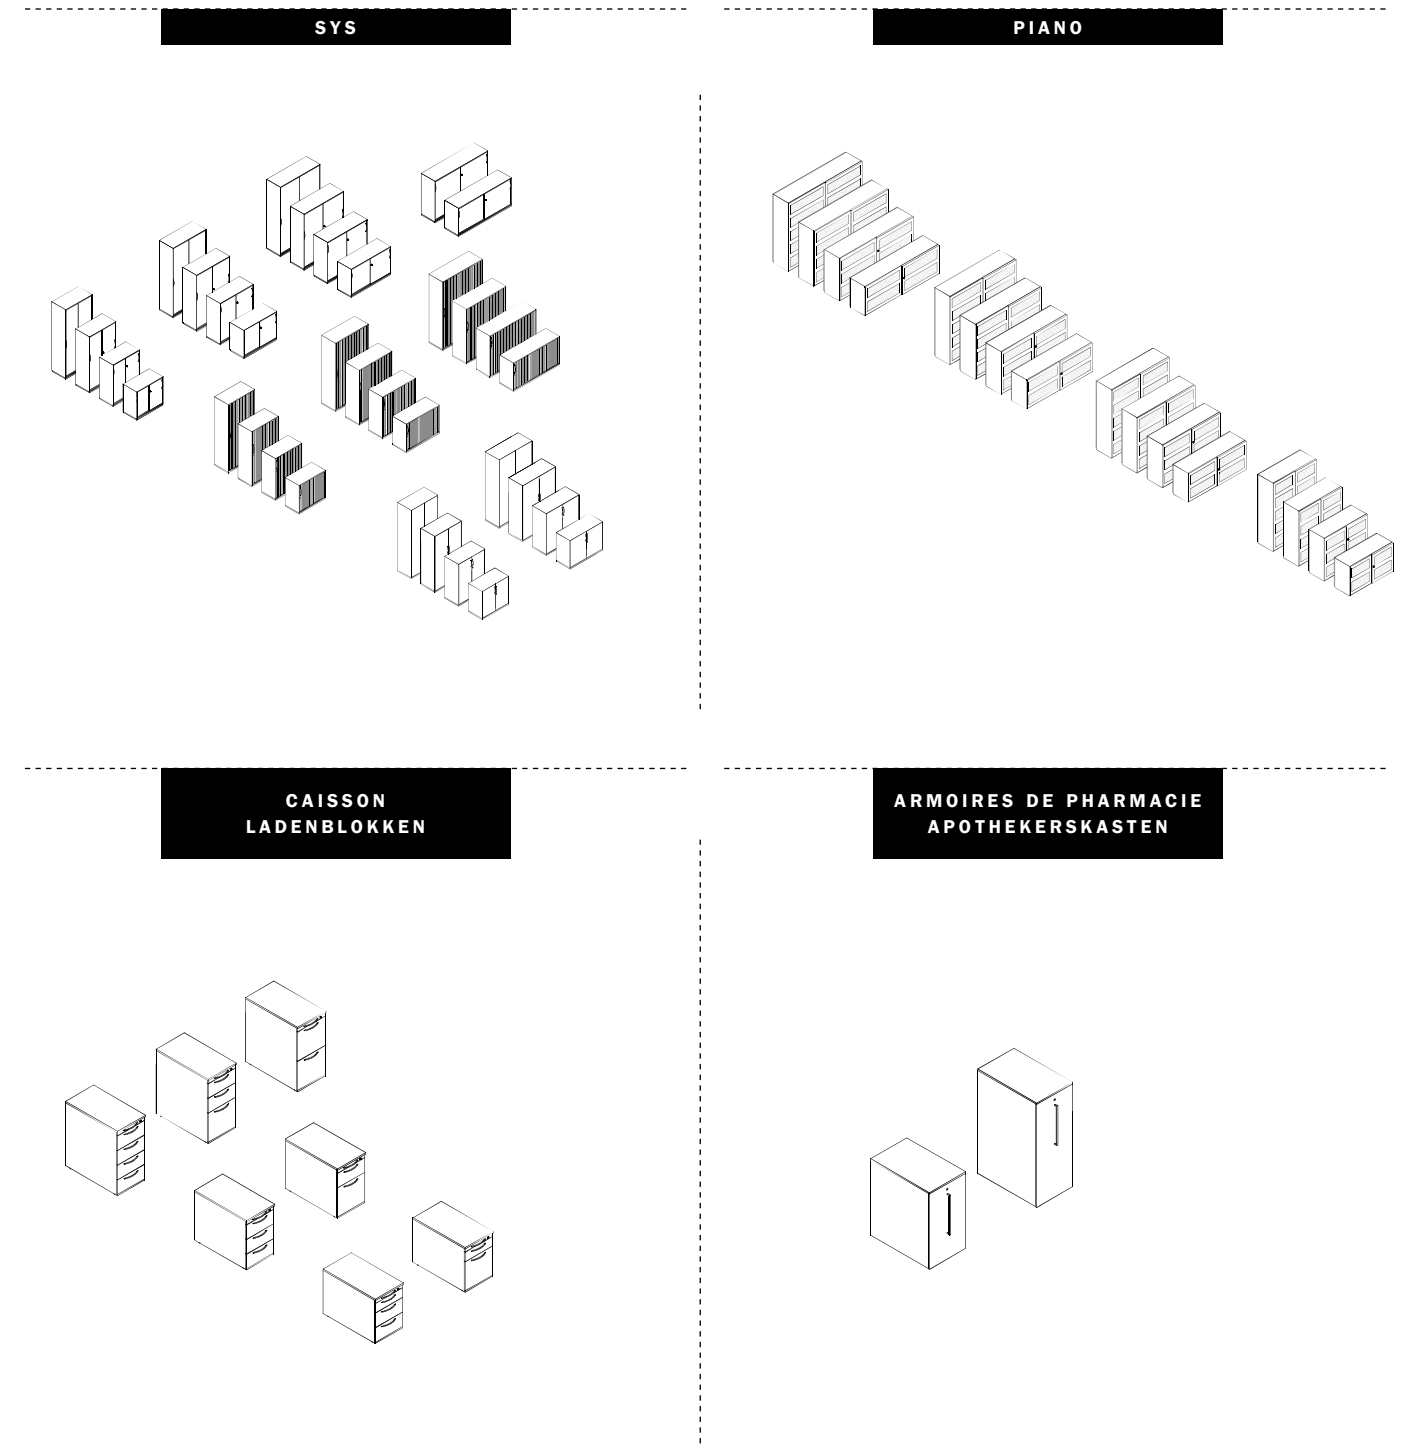 SYS
PIANO
CAISSON
LADENBLOKKEN
ARMOIRES DE PHARMACIE
APOTHEKERSKASTEN